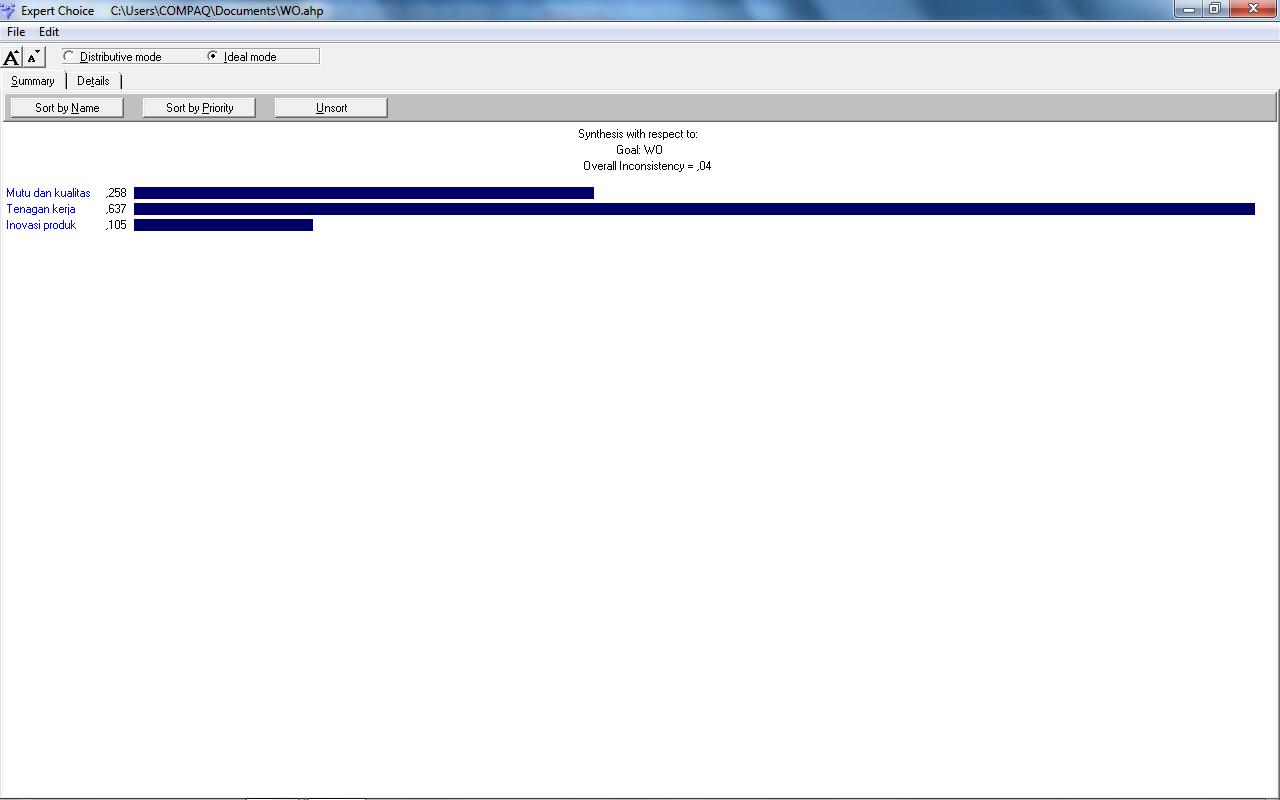 Expert Choice C:\Users\COMPAQ\Documents\WO.ahp
File Edit
A A Distributive mode Ideal mode
Summary Details
Sort by Name Sort by Priority Unsort
Synthesis with respect to:
Goal: WO
Overall Inconsistency = ,04
Mutu dan kualitas ,258
Tenagan kerja ,637
Inovasi produk ,105